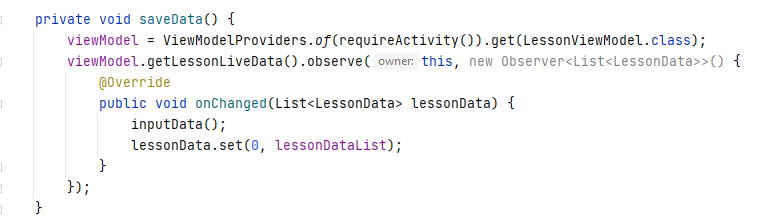 private void saveData() {
    viewModel = ViewModelProviders.of(requireActivity()).get(LessonViewModel.class);
    viewModel.getLessonLiveData().observe( owner: this, new Observer<List<LessonData>>() {
        @Override
        public void onChanged(List<LessonData> lessonData) {
            inputData();
            lessonData.set(0, lessonDataList);
        }
    });
}